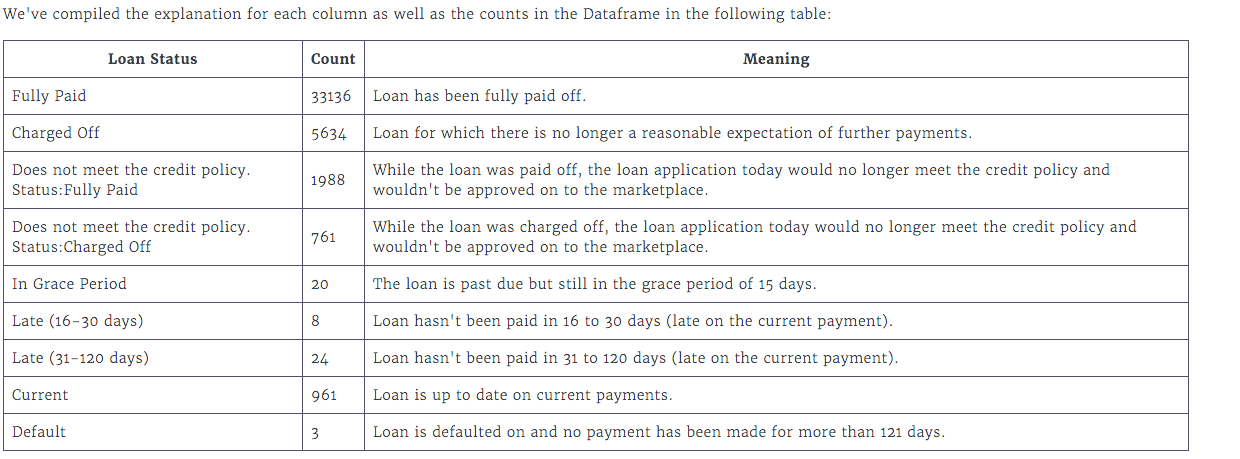 We've compiled the explanation for each column as well as the counts in the Dataframe in the following table:
Loan Status Count Meaning
Fully Paid 33136 Loan has been fully paid off.
Charged Off 5634 Loan for which there is no longer a reasonable expectation of further payments.
Does not meet the credit policy.
Status:Fully Paid
1988
While the loan was paid off, the loan application today would no longer meet the credit policy and
wouldn't be approved on to the marketplace.
Does not meet the credit policy.
Status:Charged Off
761
While the loan was charged off, the loan application today would no longer meet the credit policy and
wouldn't be approved on to the marketplace.
In Grace Period 20 The loan is past due but still in the grace period of 15 days.
Late (16-30 days) 8 Loan hasn't been paid in 16 to 30 days (late on the current payment).
Late (31-120 days) 24 Loan hasn't been paid in 31 to 120 days (late on the current payment).
Current 961 Loan is up to date on current payments.
Default 3 Loan is defaulted on and no payment has been made for more than 121 days.